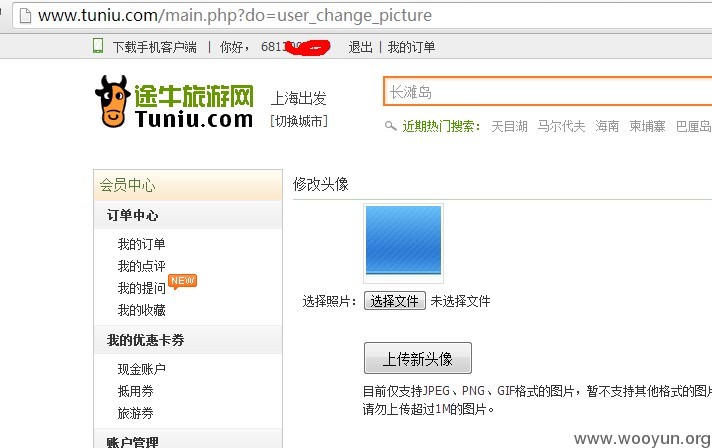 www.tuniu.com/main.php?do=user_change_picture
下载手机客户端 | 你好， 681 退出 | 我的订单
途牛旅游网
Tuniu.com
上海出发
[切换城市]
长滩岛
近期热门搜索： 天目湖 马尔代夫 海南 柬埔寨 巴厘岛
会员中心
订单中心
我的订单
我的点评
我的提问 NEW
我的收藏
我的优惠卡券
现金账户
抵用券
旅游券
账户管理
修改头像
选择照片： 选择文件 未选择文件
上传新头像
目前仅支持JPEG、PNG、GIF格式的图片，暂不支持其他格式的图片
请勿上传超过1M的图片。
www.wooyun.org